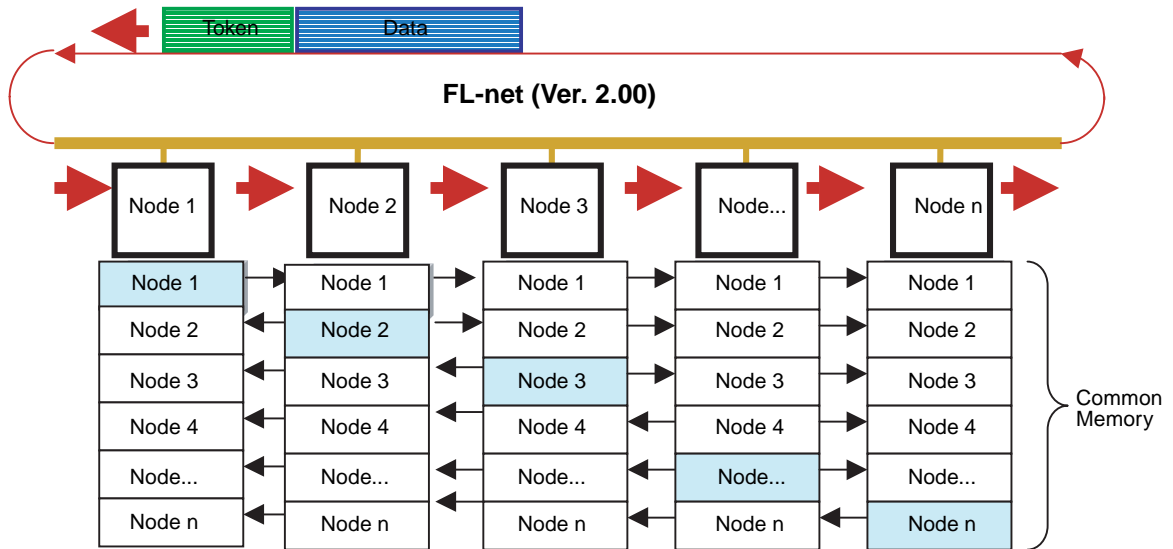 Token Data
FL-net (Ver. 2.00)
Node 1 Node 2 Node 3 Node... Node n
Node 1 Node 1 Node 1 Node 1 Node 1
Node 2 Node 2 Node 2 Node 2 Node 2
Node 3 Node 3 Node 3 Node 3 Node 3
Node 4 Node 4 Node 4 Node 4 Node 4
Node... Node... Node... Node... Node...
Node n Node n Node n Node n Node n
Common
Memory